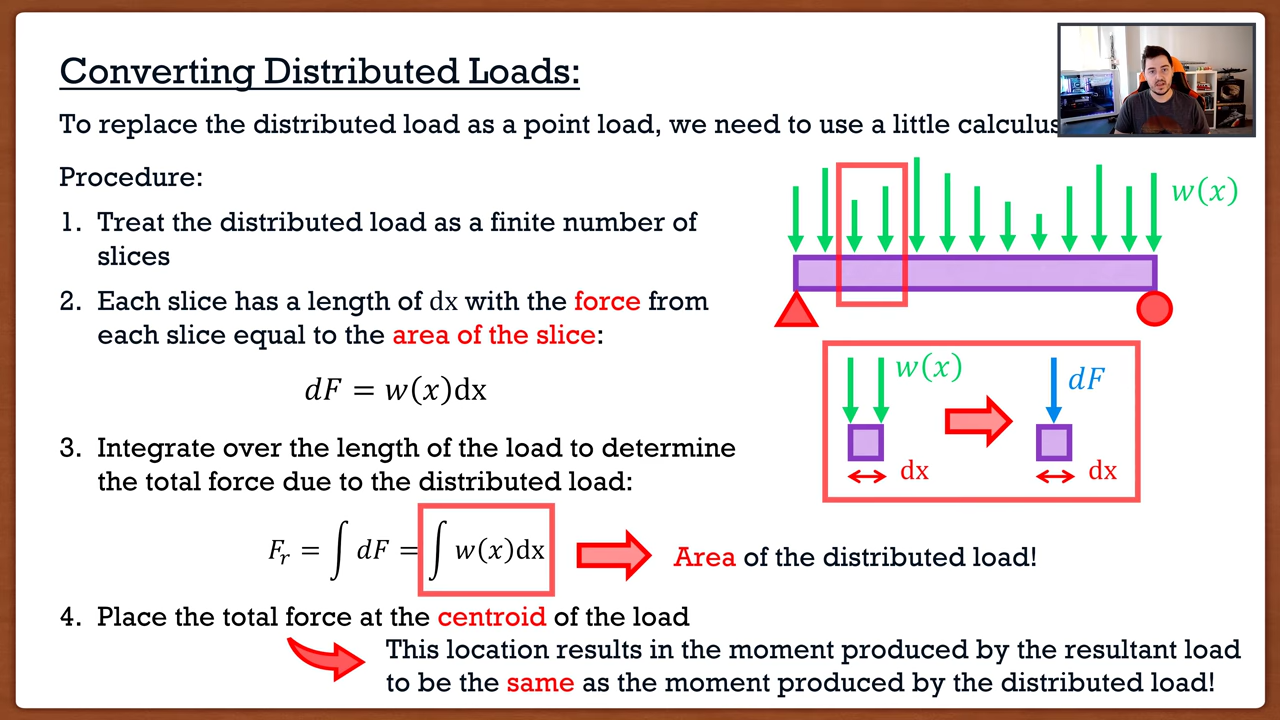 Converting Distributed Loads:
To replace the distributed load as a point load, we need to use a little calculus
Procedure:
w(x)
1. Treat the distributed load as a finite number of
slices
2. Each slice has a length of dx with the force from
each slice equal to the area of the slice:
dF = w(x)dx
w(x)
dF
dx
dx
3. Integrate over the length of the load to determine
the total force due to the distributed load:
F_r = ∫ dF = ∫ w(x)dx
Area of the distributed load!
4. Place the total force at the centroid of the load
This location results in the moment produced by the resultant load
to be the same as the moment produced by the distributed load!